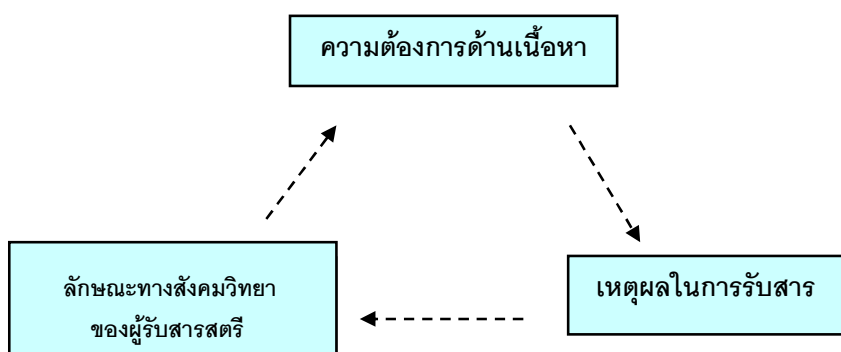 ความต้องการด้านเนื้อหา
ลักษณะทางสังคมวิทยา
ของผู้รับสารสตรี
เหตุผลในการรับสาร